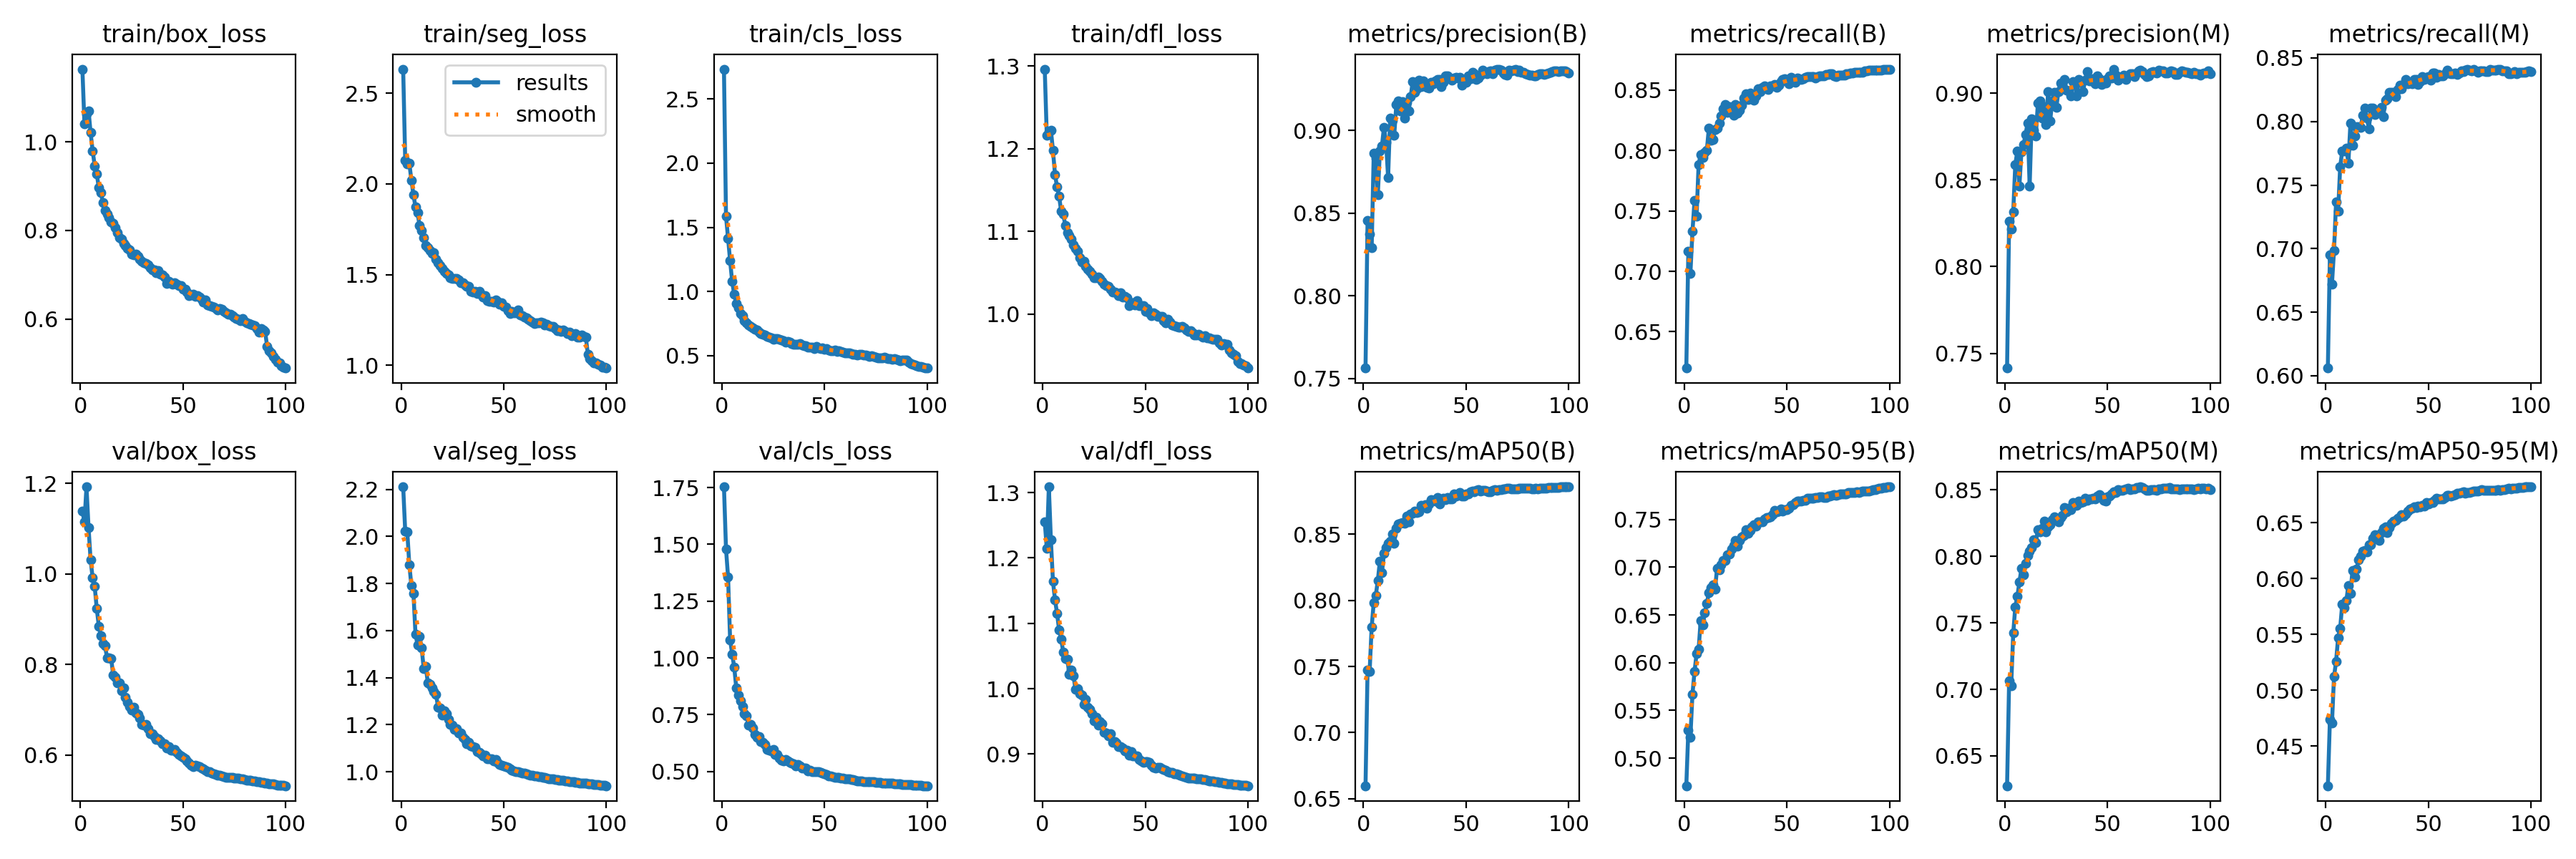 train/box_loss
1.0
0.8
0.6
0 50 100
train/seg_loss
results
smooth
2.5
2.0
1.5
1.0
0 50 100
train/cls_loss
2.5
2.0
1.5
1.0
0.5
0 50 100
train/dfl_loss
1.3
1.2
1.1
1.0
0 50 100
metrics/precision(B)
0.90
0.85
0.80
0.75
0 50 100
metrics/recall(B)
0.85
0.80
0.75
0.70
0.65
0 50 100
metrics/precision(M)
0.90
0.85
0.80
0.75
0 50 100
metrics/recall(M)
0.85
0.80
0.75
0.70
0.65
0.60
0 50 100
val/box_loss
1.2
1.0
0.8
0.6
0 50 100
val/seg_loss
2.2
2.0
1.8
1.6
1.4
1.2
1.0
0 50 100
val/cls_loss
1.75
1.50
1.25
1.00
0.75
0.50
0 50 100
val/dfl_loss
1.3
1.2
1.1
1.0
0.9
0 50 100
metrics/mAP50(B)
0.85
0.80
0.75
0.70
0.65
0 50 100
metrics/mAP50-95(B)
0.75
0.70
0.65
0.60
0.55
0.50
0 50 100
metrics/mAP50(M)
0.85
0.80
0.75
0.70
0.65
0 50 100
metrics/mAP50-95(M)
0.65
0.60
0.55
0.50
0.45
0 50 100